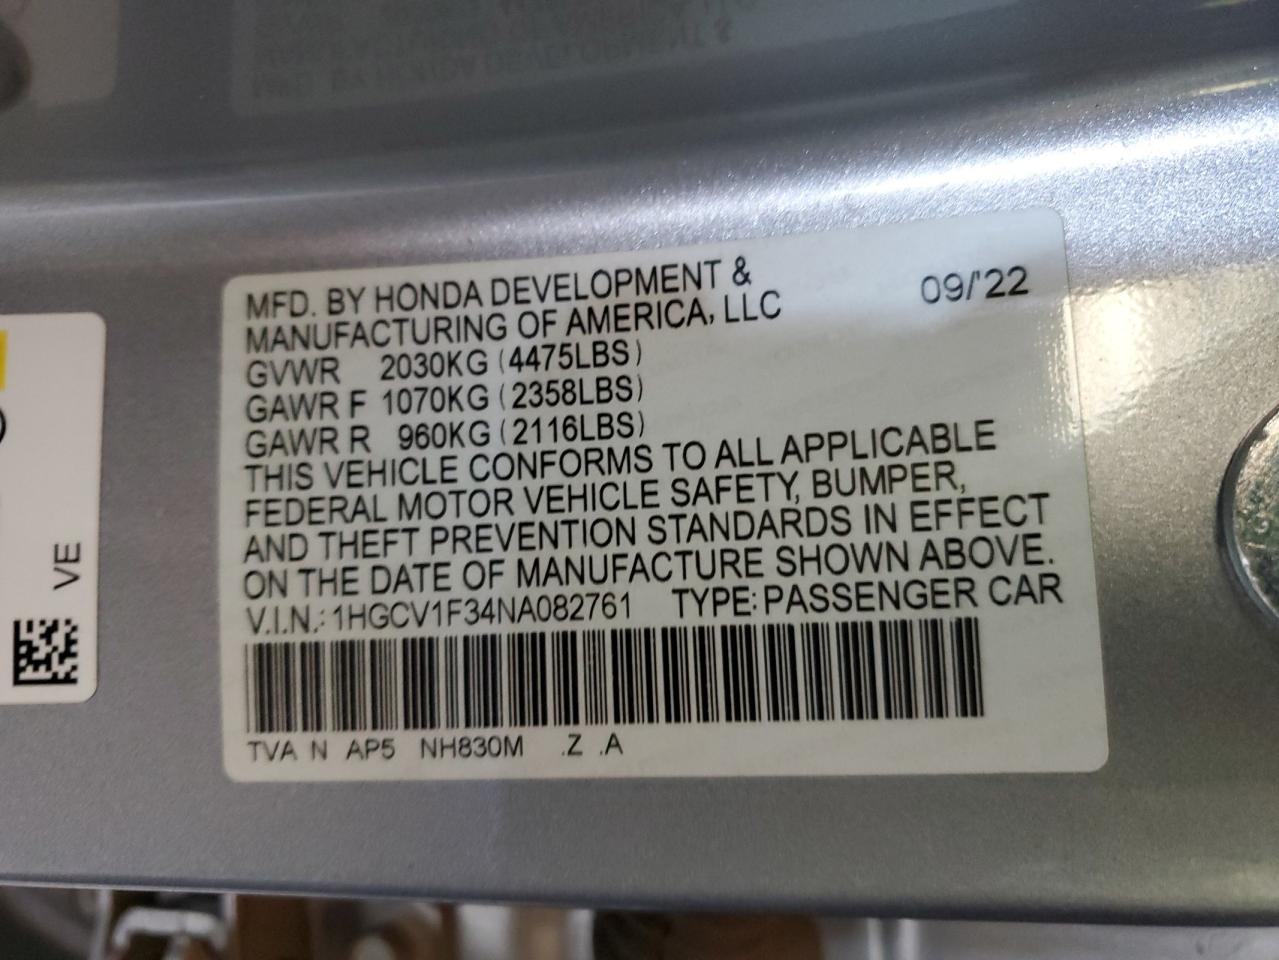 MFD. BY HONDA DEVELOPMENT &
MANUFACTURING OF AMERICA, LLC 09/'22
GVWR 2030KG (4475LBS)
GAWR F 1070KG (2358LBS)
GAWR R 960KG (2116LBS)
THIS VEHICLE CONFORMS TO ALL APPLICABLE
FEDERAL MOTOR VEHICLE SAFETY, BUMPER,
AND THEFT PREVENTION STANDARDS IN EFFECT
ON THE DATE OF MANUFACTURE SHOWN ABOVE.
V.I.N.: 1HGCV1F34NA082761 TYPE: PASSENGER CAR
TVA N AP5 NH830M .Z .A
VE